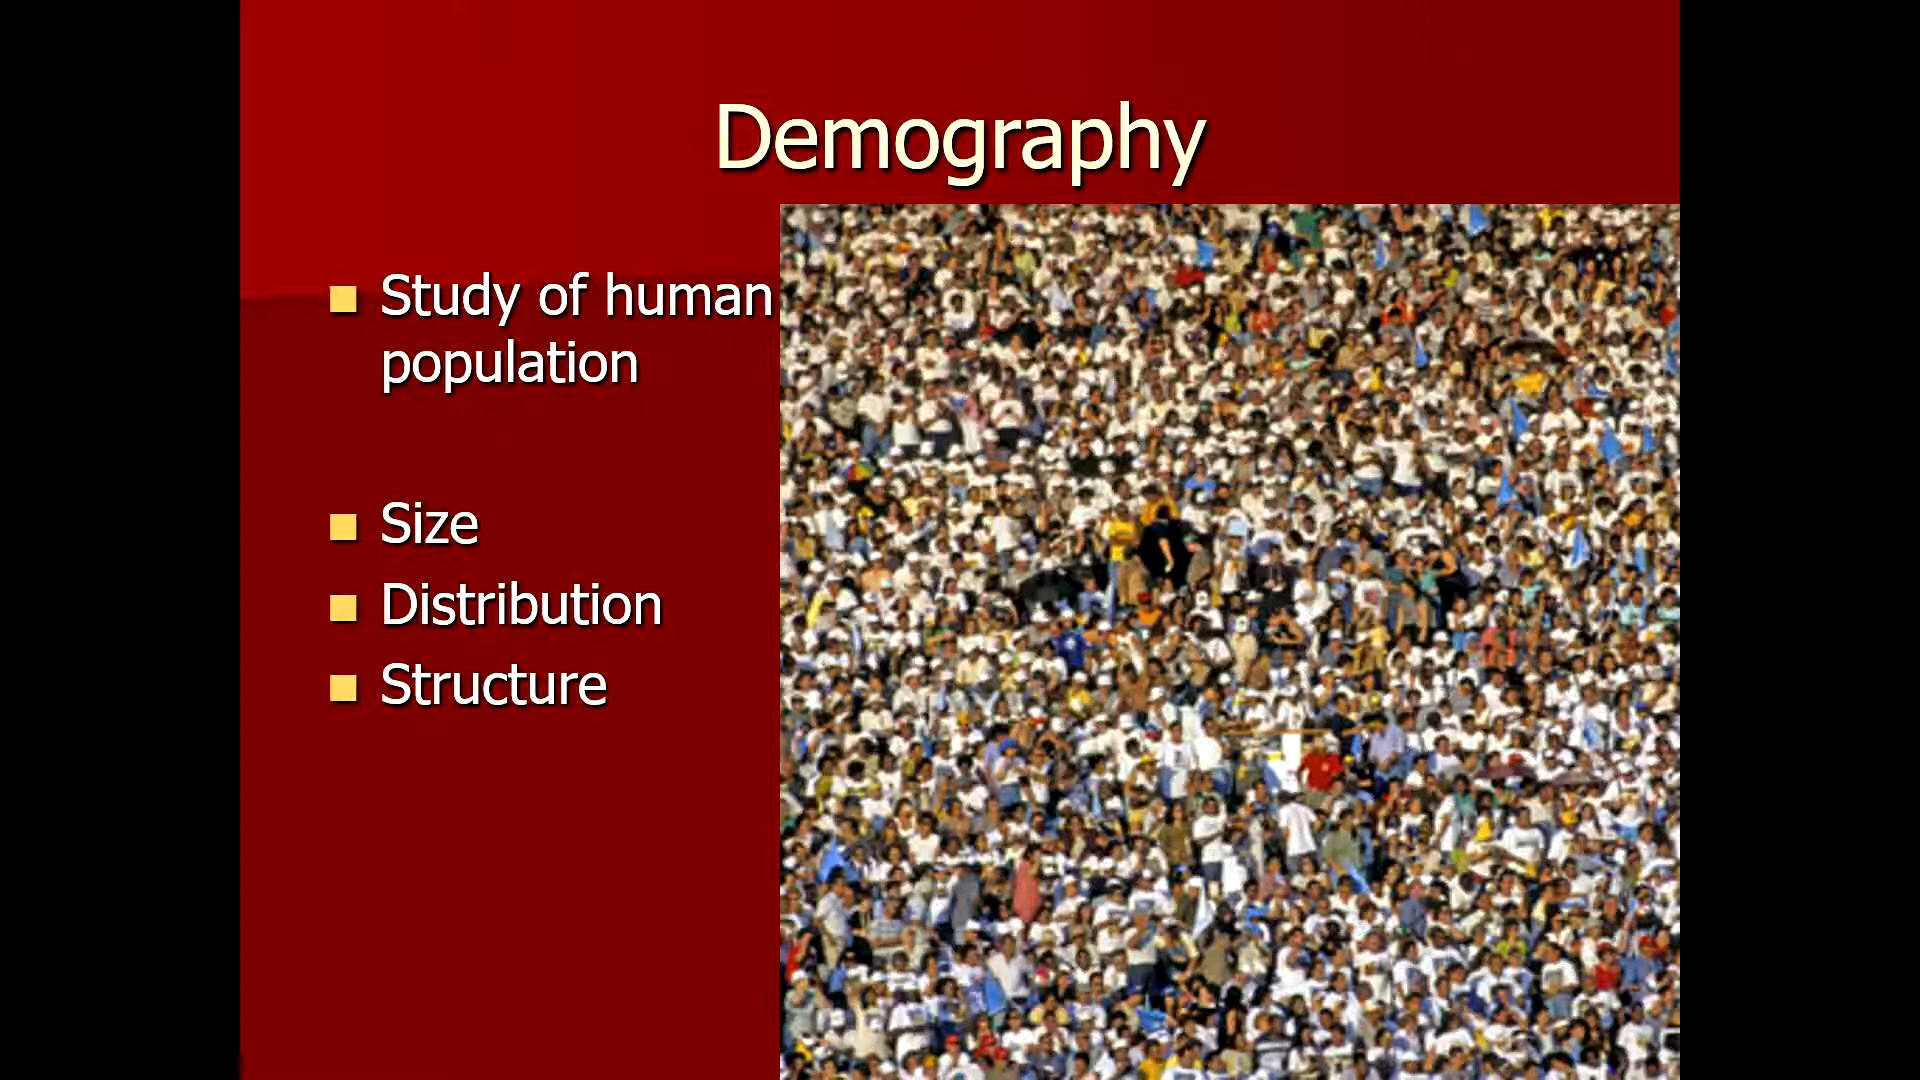 Demography
Study of human
population
Size
Distribution
Structure